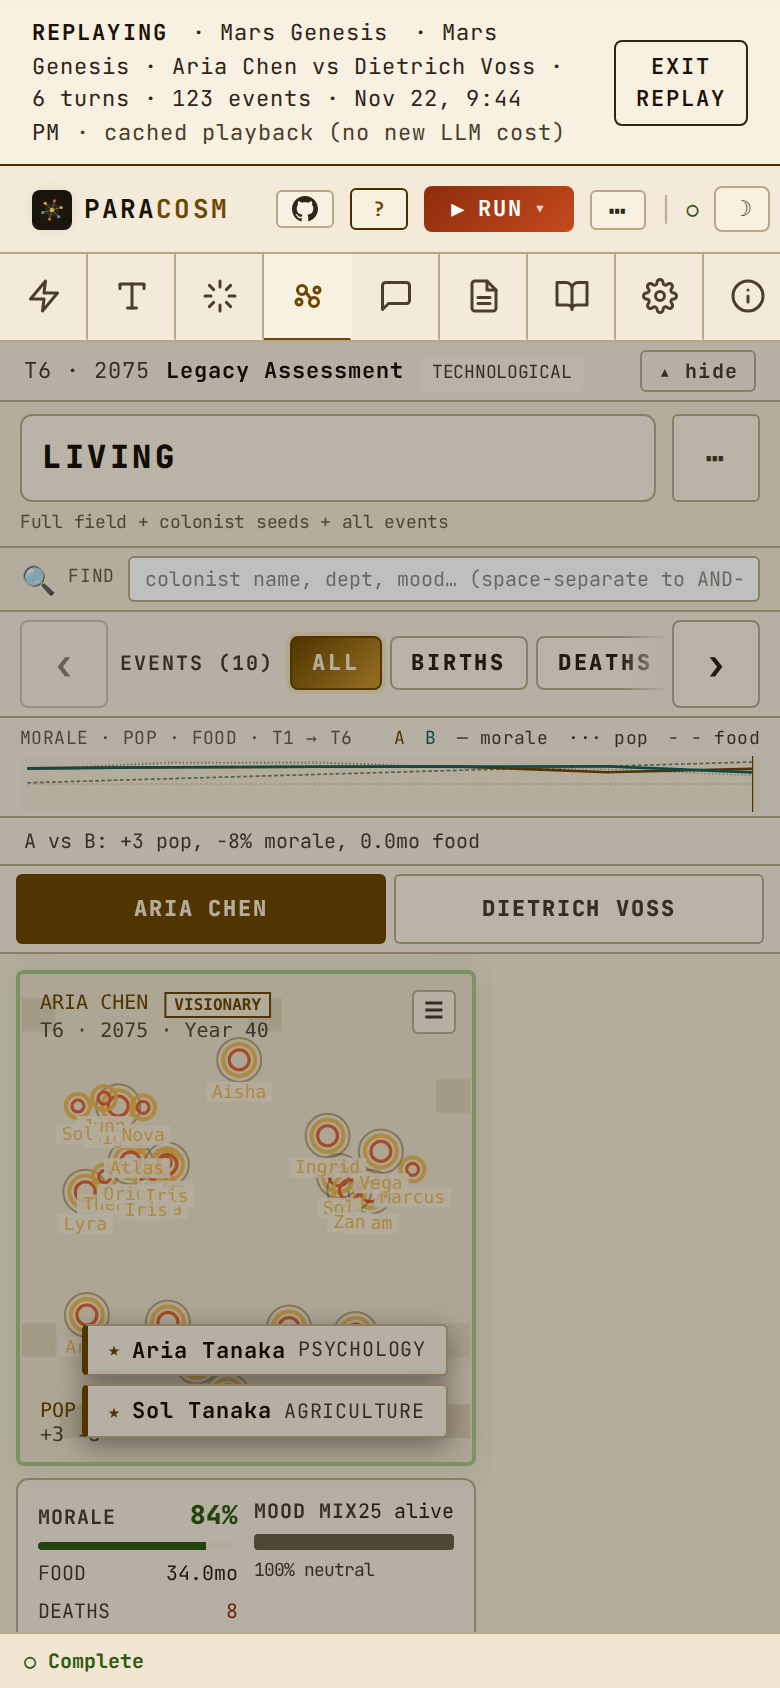 REPLAYING · Mars Genesis · Mars
Genesis · Aria Chen vs Dietrich Voss ·
6 turns · 123 events · Nov 22, 9:44
PM · cached playback (no new LLM cost)
EXIT
REPLAY
PARACOSM
?
▶ RUN ▾
…
T6 · 2075 Legacy Assessment TECHNOLOGICAL
▴ hide
LIVING
…
Full field + colonist seeds + all events
FIND
colonist name, dept, mood… (space-separate to AND-
EVENTS (10)
ALL
BIRTHS
DEATHS
MORALE · POP · FOOD · T1 → T6 A B — morale ··· pop - - food
A vs B: +3 pop, -8% morale, 0.0mo food
ARIA CHEN
DIETRICH VOSS
ARIA CHEN VISIONARY
T6 · 2075 · Year 40
Aisha
Sol
Nova
Atlas
Iris
Iris
Lyra
Ingrid
Vega
Marcus
Sol
Zan
★ Aria Tanaka PSYCHOLOGY
★ Sol Tanaka AGRICULTURE
POP
+3
MORALE 84%
MOOD MIX 25 alive
FOOD 34.0mo
100% neutral
DEATHS 8
Complete